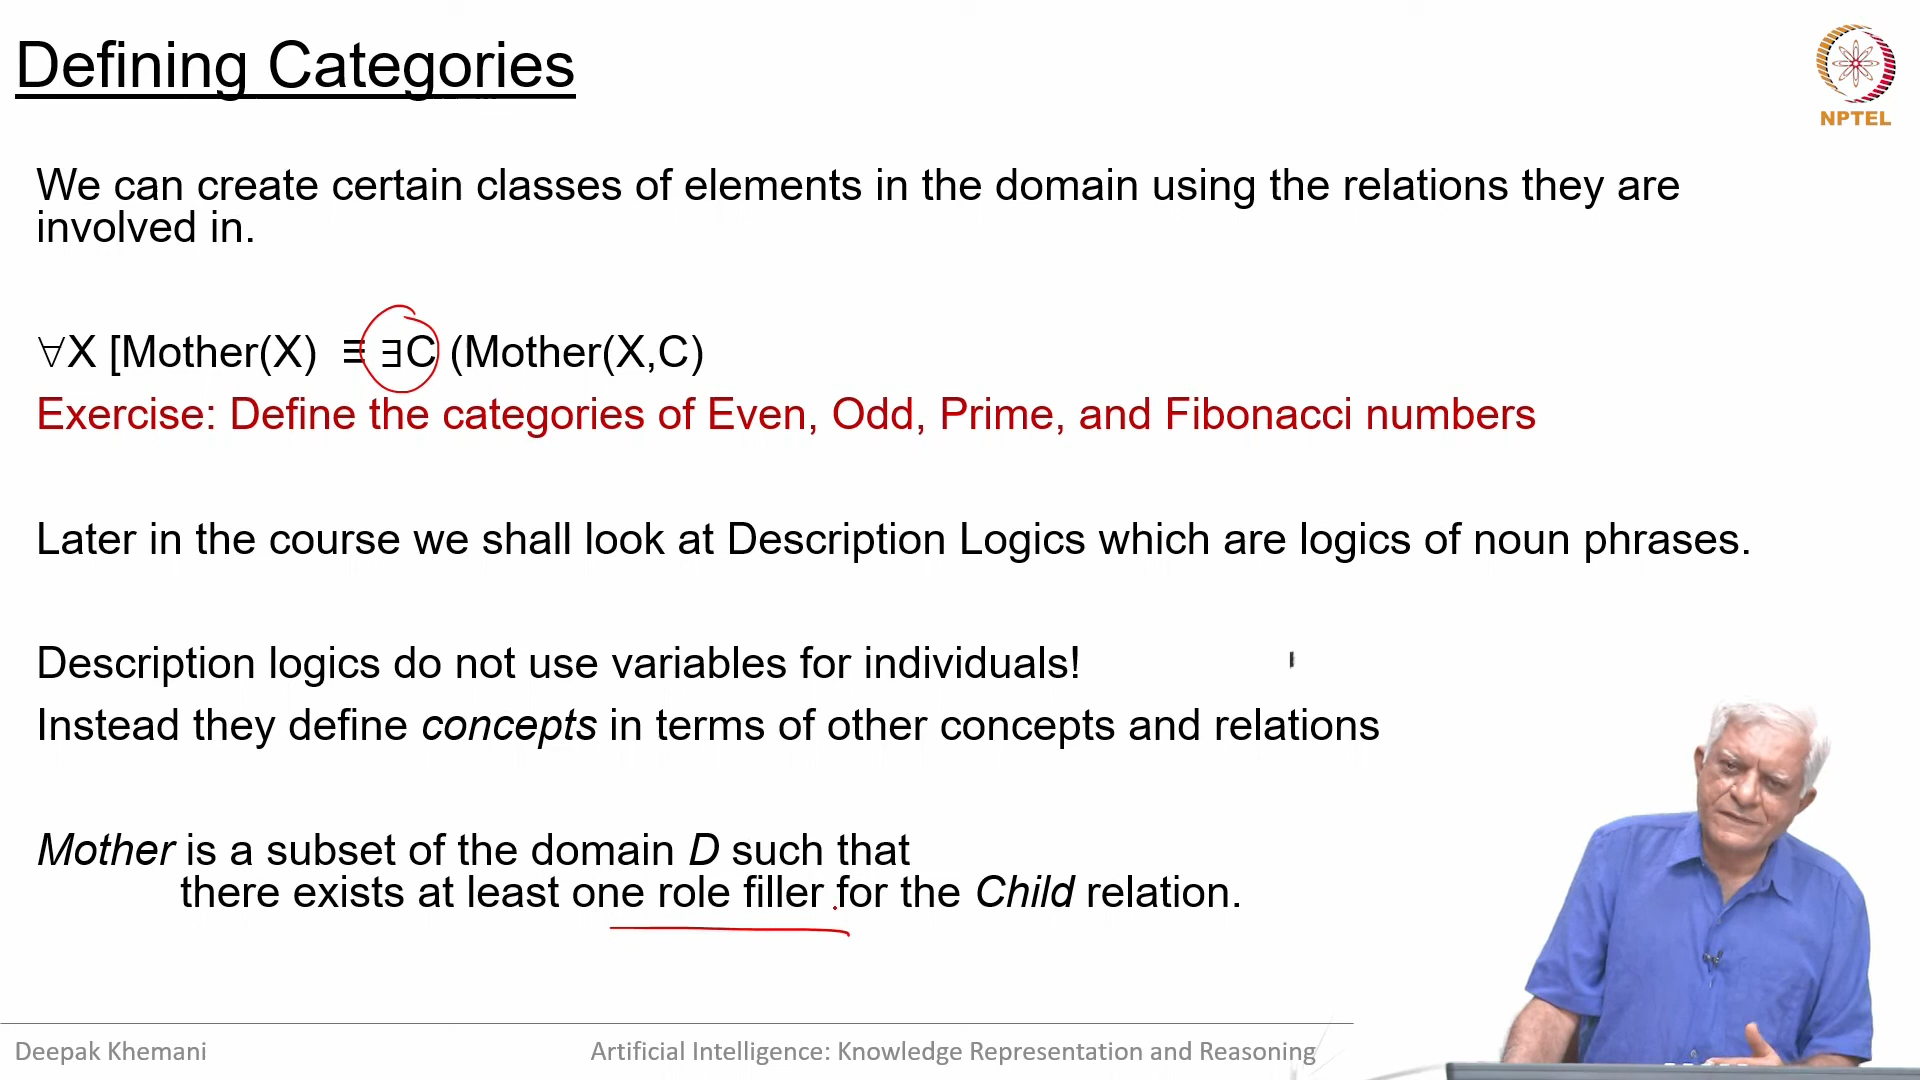 Defining Categories
NPTEL
We can create certain classes of elements in the domain using the relations they are
involved in.
∀X [Mother(X) ≡ ∃C (Mother(X,C)
Exercise: Define the categories of Even, Odd, Prime, and Fibonacci numbers
Later in the course we shall look at Description Logics which are logics of noun phrases.
Description logics do not use variables for individuals!
Instead they define concepts in terms of other concepts and relations
Mother is a subset of the domain D such that
there exists at least one role filler for the Child relation.
Deepak Khemani
Artificial Intelligence: Knowledge Representation and Reasoning